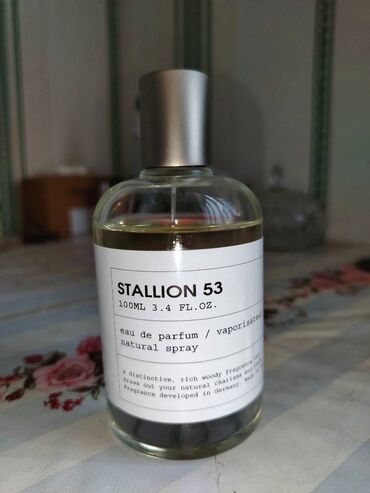 STALLION 53
100ML 3.4 FL.OZ.
eau de parfum /
natural spray
a distinctive, rich woody fragrance
draws out your natural charisma and
Fragrance developed in Germany.